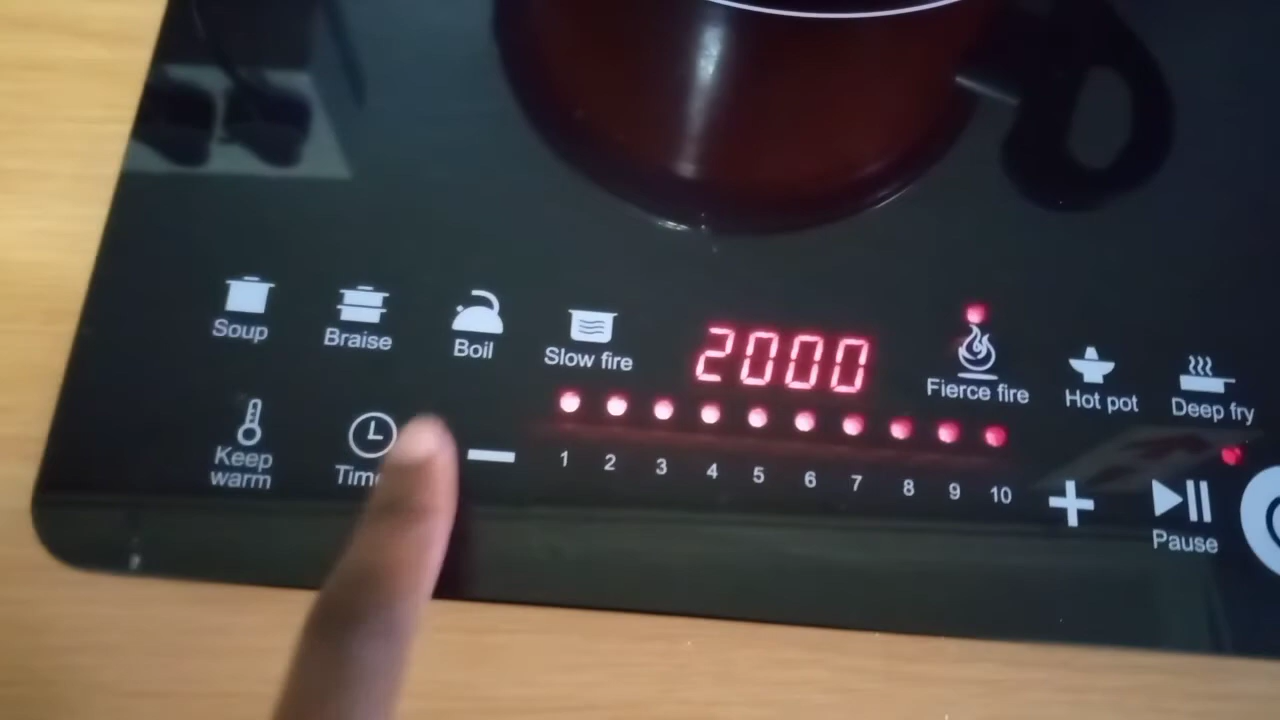 Soup
Braise
Boil
Slow fire
2000
Fierce fire
Hot pot
Deep fry
Keep
warm
1 2 3 4 5 6 7 8 9 10
Pause